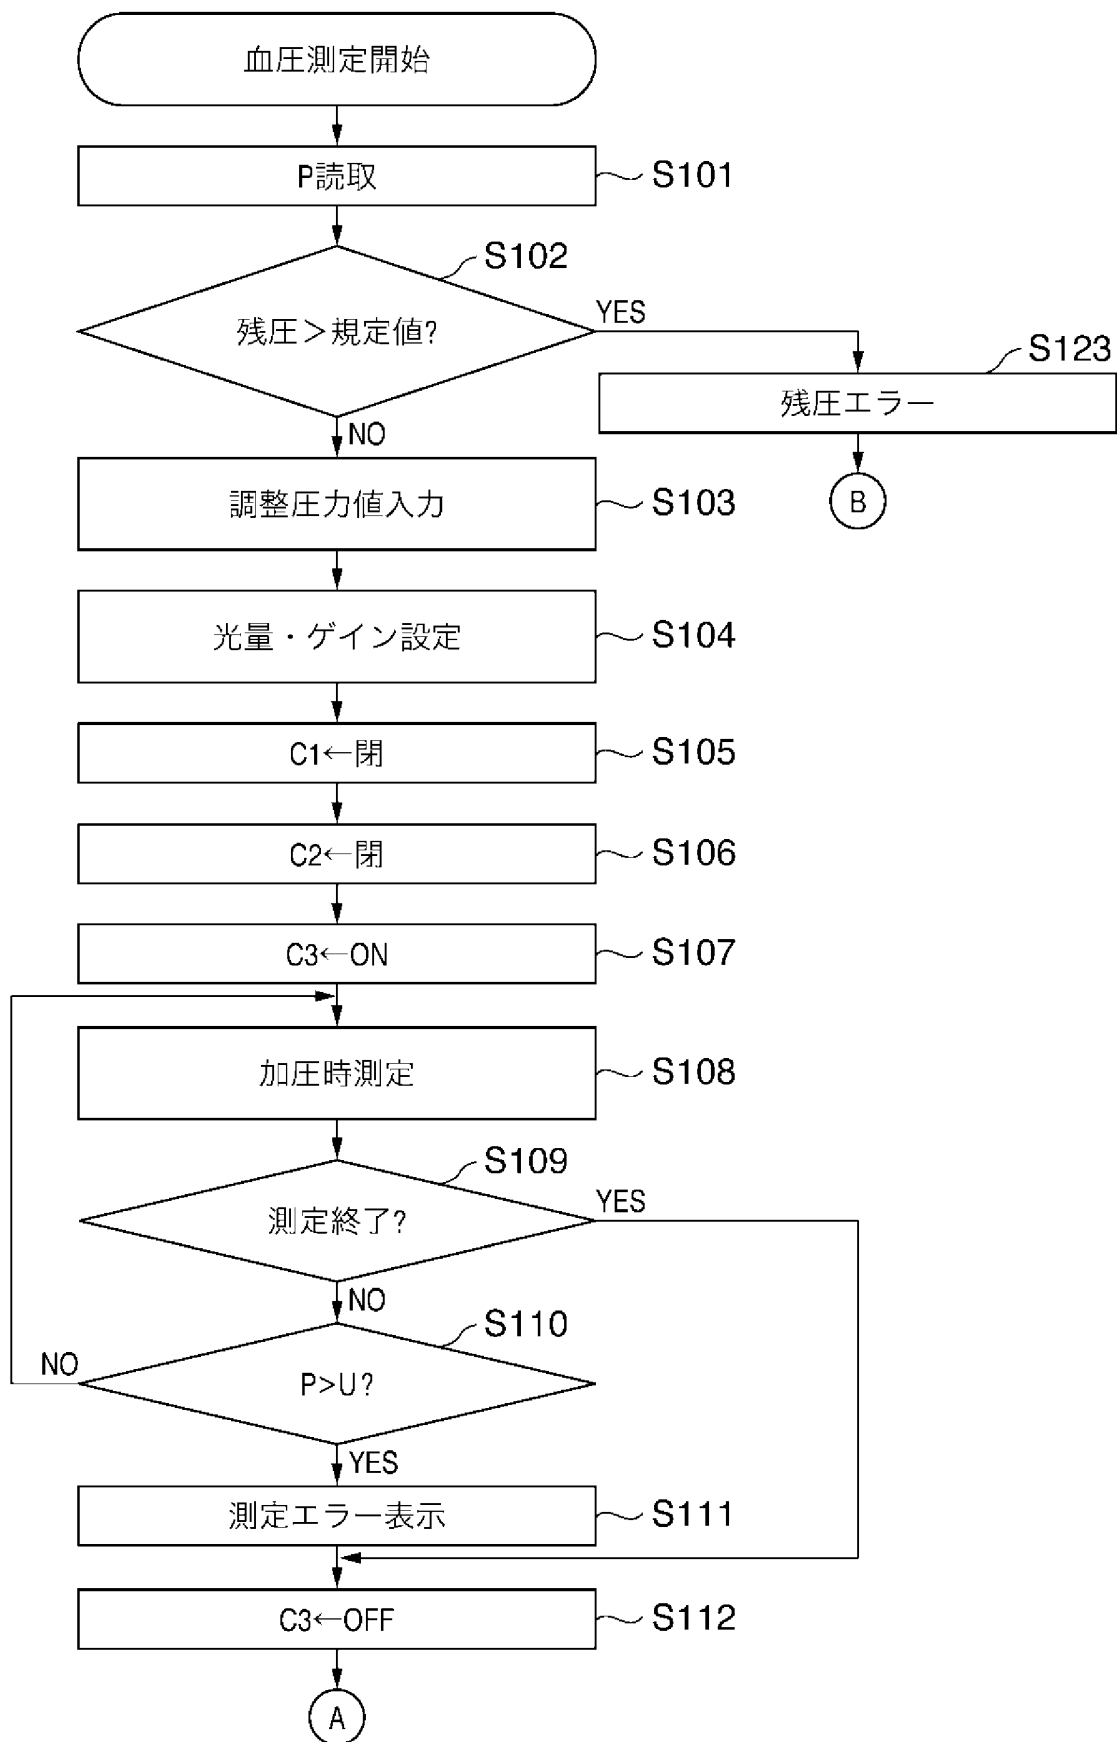 血圧測定開始
P読取
S101
S102
残圧>規定値?
YES
S123
残圧エラー
NO
B
調整圧力値入力
S103
光量・ゲイン設定
S104
C1←閉
S105
C2←閉
S106
C3←ON
S107
加圧時測定
S108
S109
測定終了?
YES
NO
S110
NO
P>U?
YES
測定エラー表示
S111
C3←OFF
S112
A